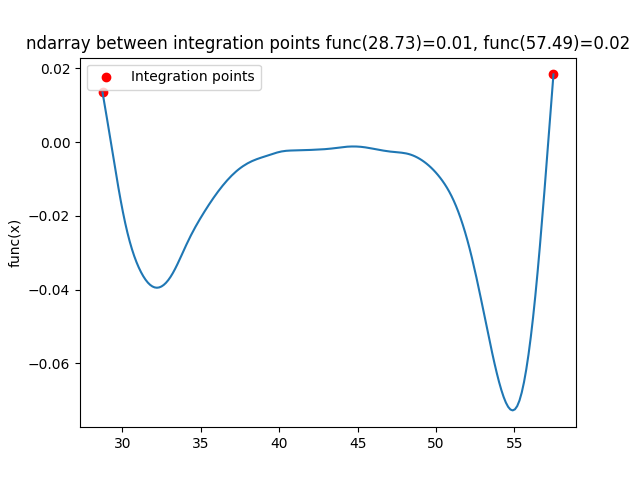 ndarray between integration points func(28.73)=0.01, func(57.49)=0.02
Integration points
func(x)
0.02
0.00
−0.02
−0.04
−0.06
30 35 40 45 50 55